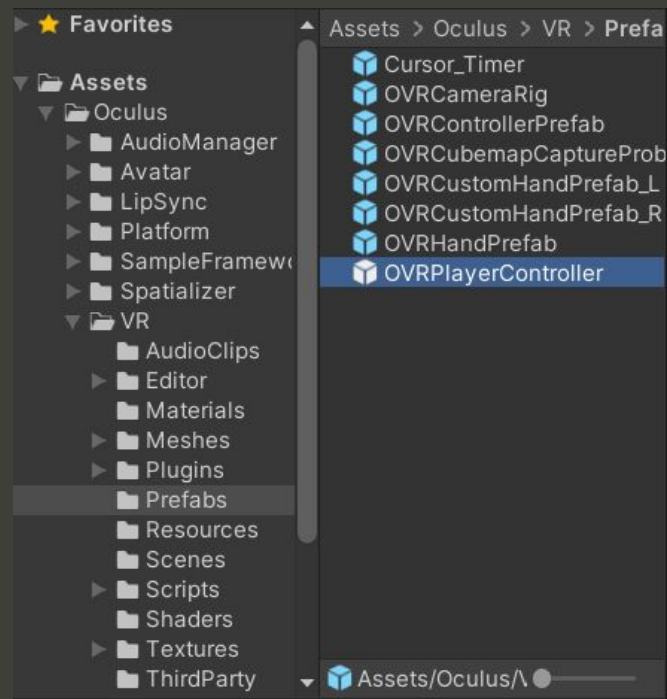 Favorites
Assets
Oculus
AudioManager
Avatar
LipSync
Platform
SampleFramew
Spatializer
VR
AudioClips
Editor
Materials
Meshes
Plugins
Prefabs
Resources
Scenes
Scripts
Shaders
Textures
ThirdParty
Assets > Oculus > VR > Prefa
Cursor_Timer
OVRCameraRig
OVRControllerPrefab
OVRCubemapCaptureProb
OVRCustomHandPrefab_L
OVRCustomHandPrefab_R
OVRHandPrefab
OVRPlayerController
Assets/Oculus/\